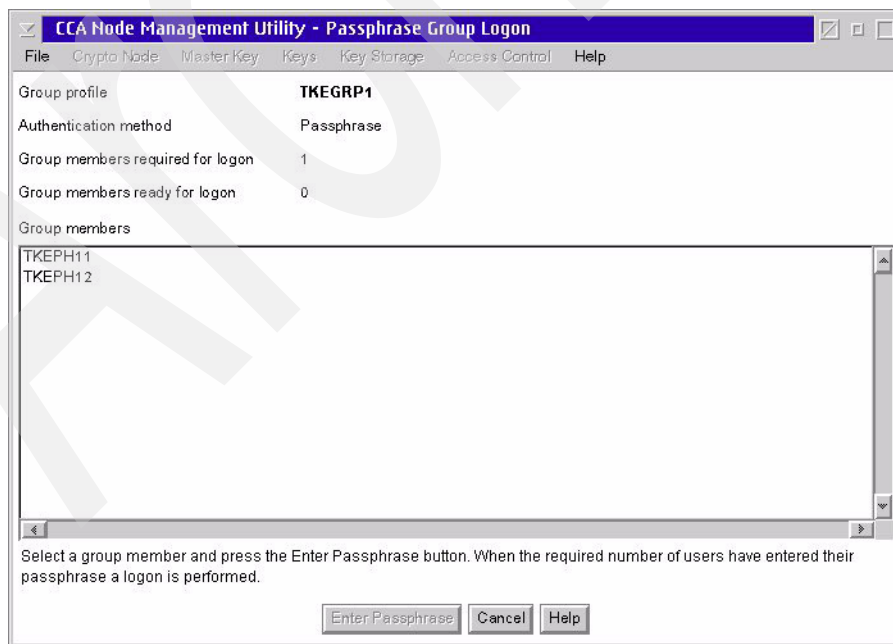 CCA Node Management Utility - Passphrase Group Logon
File Crypto Node Master Key Keys Key Storage Access Control Help
Group profile TKEGRP1
Authentication method Passphrase
Group members required for logon 1
Group members ready for logon 0
Group members
TKEPH11
TKEPH12
Select a group member and press the Enter Passphrase button. When the required number of users have entered their
passphrase a logon is performed.
Enter Passphrase Cancel Help